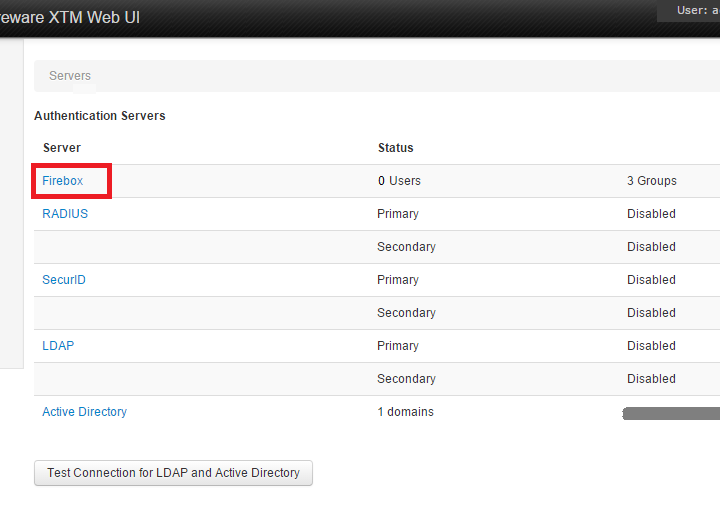 reware XTM Web UI
User: a
Servers
Authentication Servers
Server Status
Firebox 0 Users 3 Groups
RADIUS Primary Disabled
Secondary Disabled
SecurID Primary Disabled
Secondary Disabled
LDAP Primary Disabled
Secondary Disabled
Active Directory 1 domains
Test Connection for LDAP and Active Directory